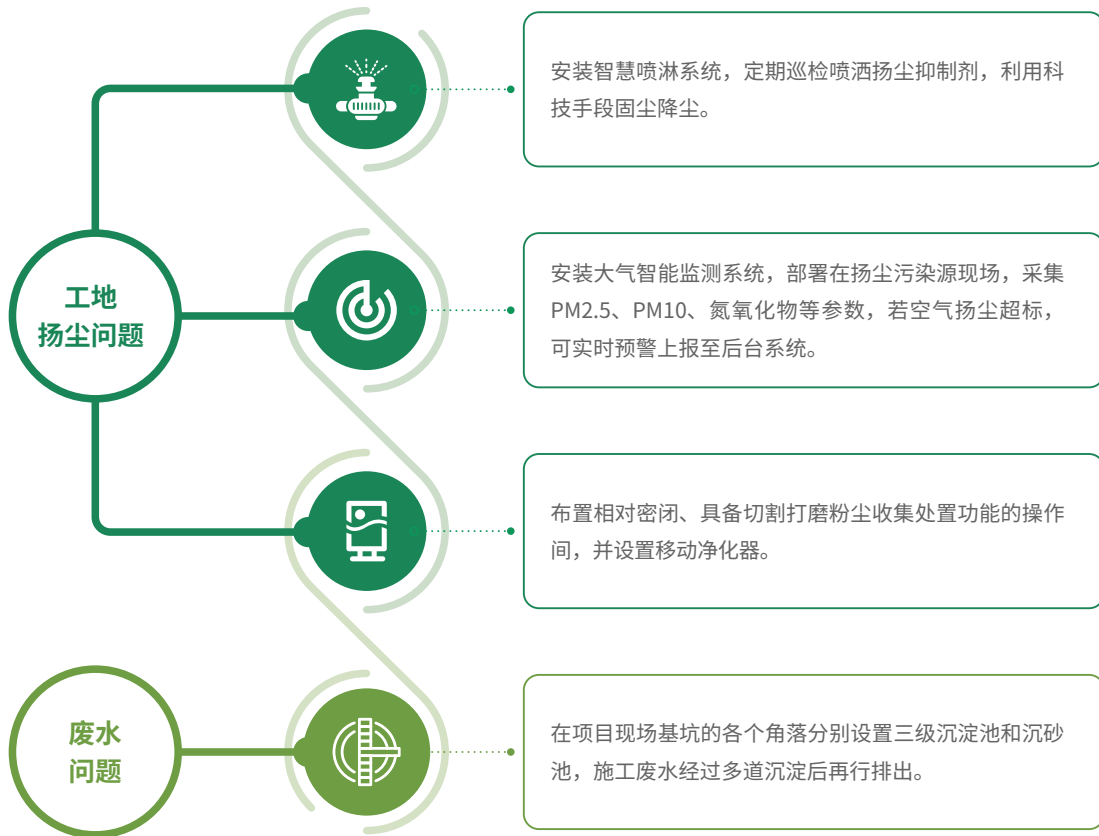 安装智慧喷淋系统，定期巡检喷洒扬尘抑制剂，利用科
技手段固尘降尘。
工地
扬尘问题
安装大气智能监测系统，部署在扬尘污染源现场，采集
PM2.5、PM10、氮氧化物等参数，若空气扬尘超标，
可实时预警上报至后台系统。
布置相对密闭、具备切割打磨粉尘收集处置功能的操作
间，并设置移动净化器。
废水
问题
在项目现场基坑的各个角落分别设置三级沉淀池和沉砂
池，施工废水经过多道沉淀后再行排出。